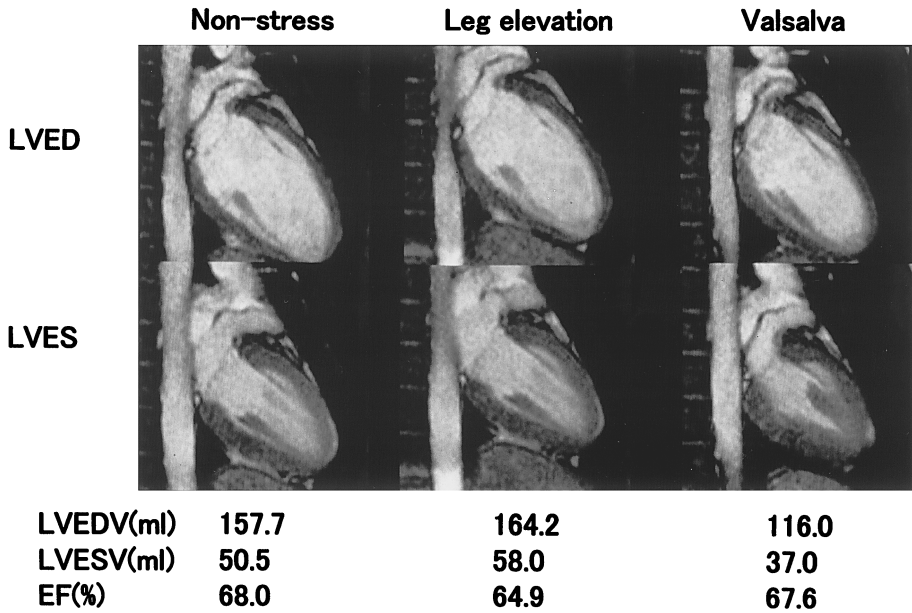 Non-stress Leg elevation Valsalva
LVED
LVES
LVEDV(ml) 157.7 164.2 116.0
LVESV(ml) 50.5 58.0 37.0
EF(%) 68.0 64.9 67.6